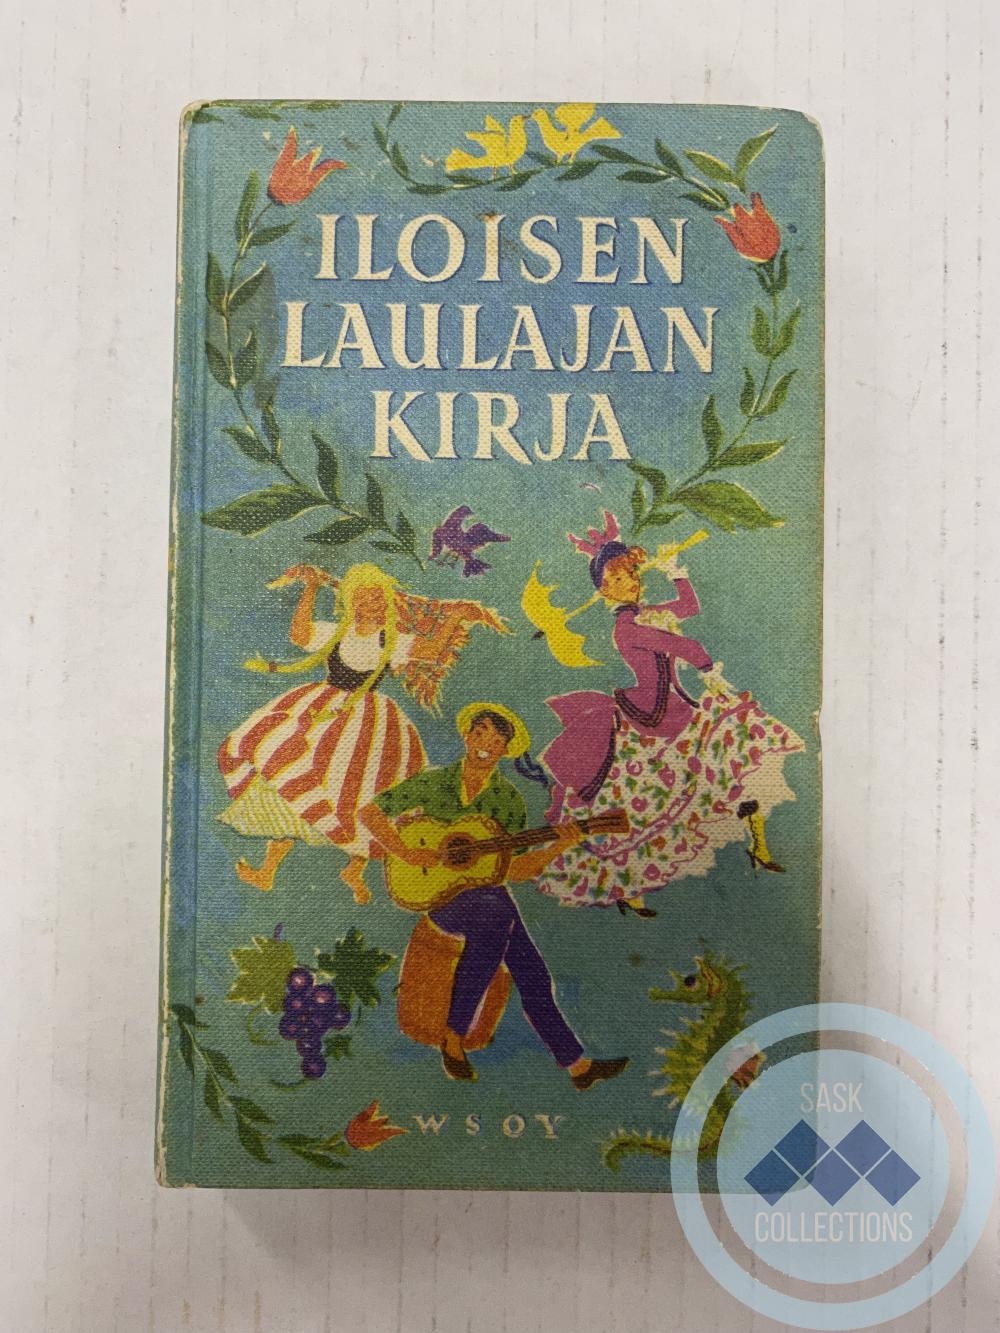 ILOISEN
LAULAJAN
KIRJA
WSOY
SASK
COLLECTIONS